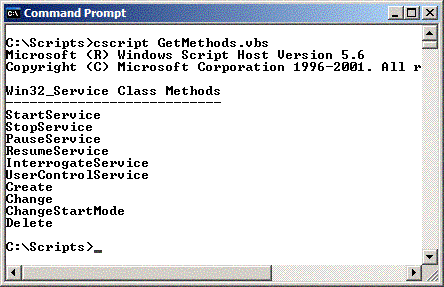 Command Prompt
C:\Scripts>cscript GetMethods.vbs
Microsoft (R) Windows Script Host Version 5.6
Copyright (C) Microsoft Corporation 1996-2001. All r
Win32_Service Class Methods
---------------------------
StartService
StopService
PauseService
ResumeService
InterrogateService
UserControlService
Create
Change
ChangeStartMode
Delete
C:\Scripts>_